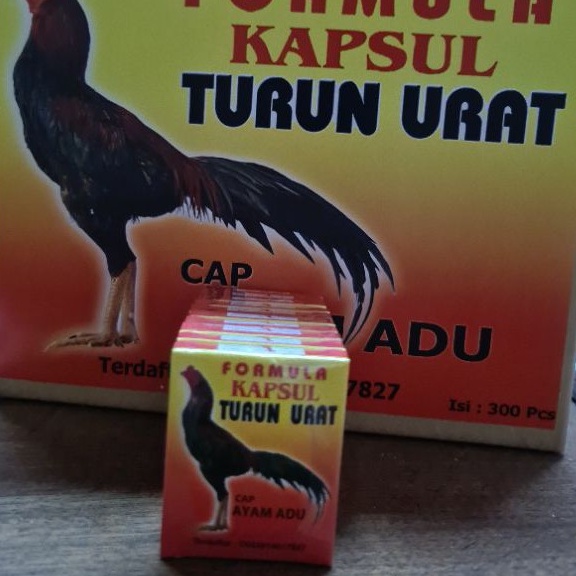 FORMULA
KAPSUL
TURUN URAT
CAP
ADU
7827
Isi : 300 Pcs
FORMULA
KAPSUL
TURUN URAT
CAP
AYAM ADU